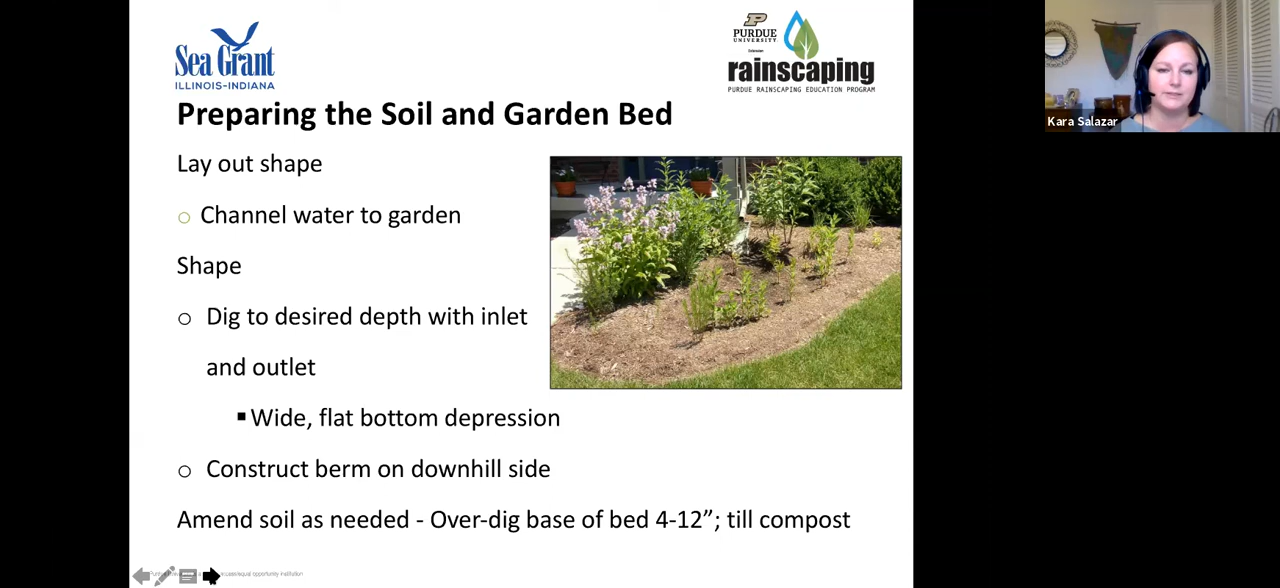 Sea Grant
ILLINOIS-INDIANA
PURDUE
UNIVERSITY
Extension
rainscaping
PURDUE RAINSCAPING EDUCATION PROGRAM
Kara Salazar
Preparing the Soil and Garden Bed
Lay out shape
Channel water to garden
Shape
Dig to desired depth with inlet
and outlet
Wide, flat bottom depression
Construct berm on downhill side
Amend soil as needed - Over-dig base of bed 4-12”; till compost